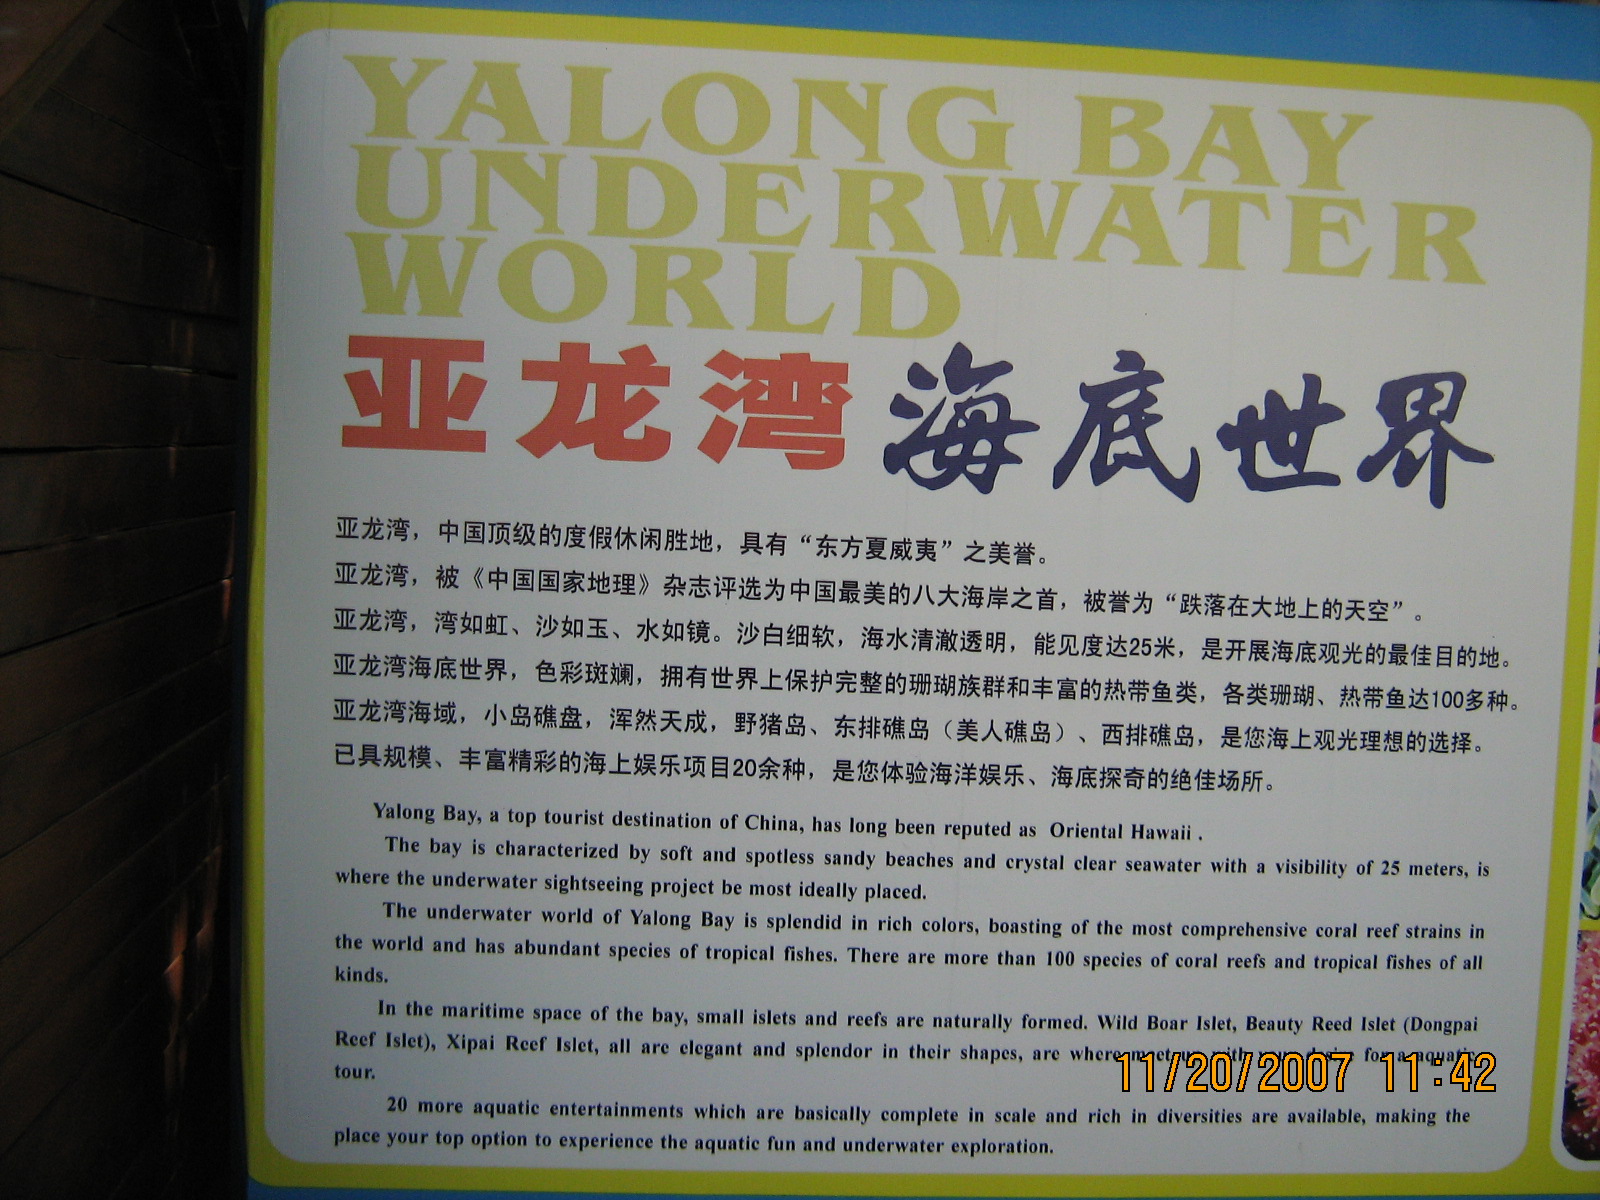 YALONG BAY
UNDERWATER
WORLD
亚龙湾海底世界
亚龙湾，中国顶级的度假休闲胜地，具有“东方夏威夷”之美誉。
亚龙湾，被《中国国家地理》杂志评选为中国最美的八大海岸之首，被誉为“跌落在大地上的天空”。
亚龙湾，湾如虹、沙如玉、水如镜。沙白细软，海水清澈透明，能见度达25米，是开展海底观光的最佳目的地。
亚龙湾海底世界，色彩斑斓，拥有世界上保护完整的珊瑚族群和丰富的热带鱼类，各类珊瑚、热带鱼达100多种。
亚龙湾海域，小岛礁盘，浑然天成，野猪岛、东排礁岛（美人礁岛）、西排礁岛，是您海上观光理想的选择。
已具规模、丰富精彩的海上娱乐项目20余种，是您体验海洋娱乐、海底探奇的绝佳场所。
Yalong Bay, a top tourist destination of China, has long been reputed as Oriental Hawaii .
The bay is characterized by soft and spotless sandy beaches and crystal clear seawater with a visibility of 25 meters, is
where the underwater sightseeing project be most ideally placed.
The underwater world of Yalong Bay is splendid in rich colors, boasting of the most comprehensive coral reef strains in
the world and has abundant species of tropical fishes. There are more than 100 species of coral reefs and tropical fishes of all
kinds.
In the maritime space of the bay, small islets and reefs are naturally formed. Wild Boar Islet, Beauty Reed Islet (Dongpai
Reef Islet), Xipai Reef Islet, all are elegant and splendor in their shapes, are where with your desire for a aquatic
tour.
11/20/2007 11:42
20 more aquatic entertainments which are basically complete in scale and rich in diversities are available, making the
place your top option to experience the aquatic fun and underwater exploration.